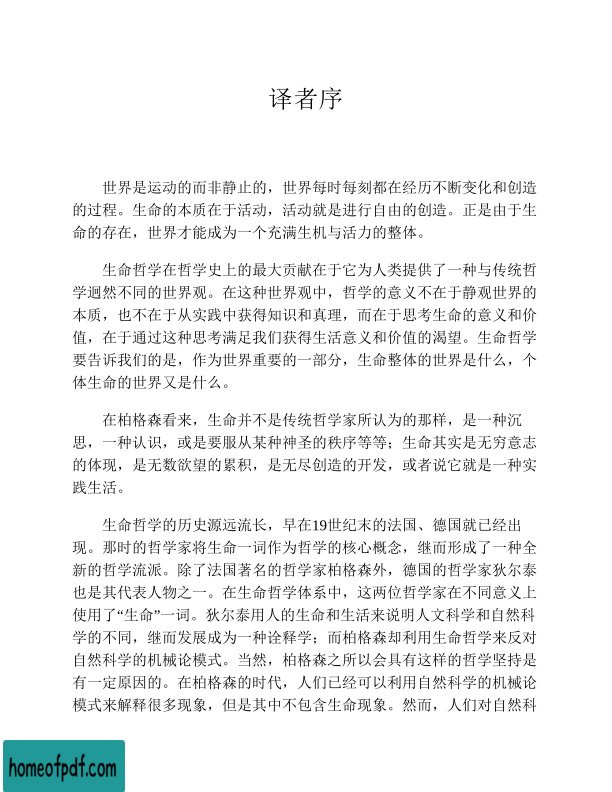 译者序
世界是运动的而非静止的，世界每时每刻都在经历不断变化和创造
的过程。生命的本质在于活动，活动就是进行自由的创造。正是由于生
命的存在，世界才能成为一个充满生机与活力的整体。
生命哲学在哲学史上的最大贡献在于它为人类提供了一种与传统哲
学迥然不同的世界观。在这种世界观中，哲学的意义不在于静观世界的
本质，也不在于从实践中获得知识和真理，而在于思考生命的意义和价
值，在于通过这种思考满足我们获得生活意义和价值的渴望。生命哲学
要告诉我们的是，作为世界重要的一部分，生命整体的世界是什么，个
体生命的世界又是什么。
在柏格森看来，生命并不是传统哲学家所认为的那样，是一种沉
思，一种认识，或是要服从某种神圣的秩序等等；生命其实是无穷意志
的体现，是无数欲望的累积，是无尽创造的开发，或者说它就是一种实
践生活。
生命哲学的历史源远流长，早在19世纪末的法国、德国就已经出
现。那时的哲学家将生命一词作为哲学的核心概念，继而形成了一种全
新的哲学流派。除了法国著名的哲学家柏格森外，德国的哲学家狄尔泰
也是其代表人物之一。在生命哲学体系中，这两位哲学家在不同意义上
使用了“生命”一词。狄尔泰用人的生命和生活来说明人文科学和自然科
学的不同，继而发展成为一种诠释学；而柏格森却利用生命哲学来反对
自然科学的机械论模式。当然，柏格森之所以会具有这样的哲学坚持是
有一定原因的。在柏格森的时代，人们已经可以利用自然科学的机械论
模式来解释很多现象，但是其中不包含生命现象。然而，人们对自然科
homeofpdf.com